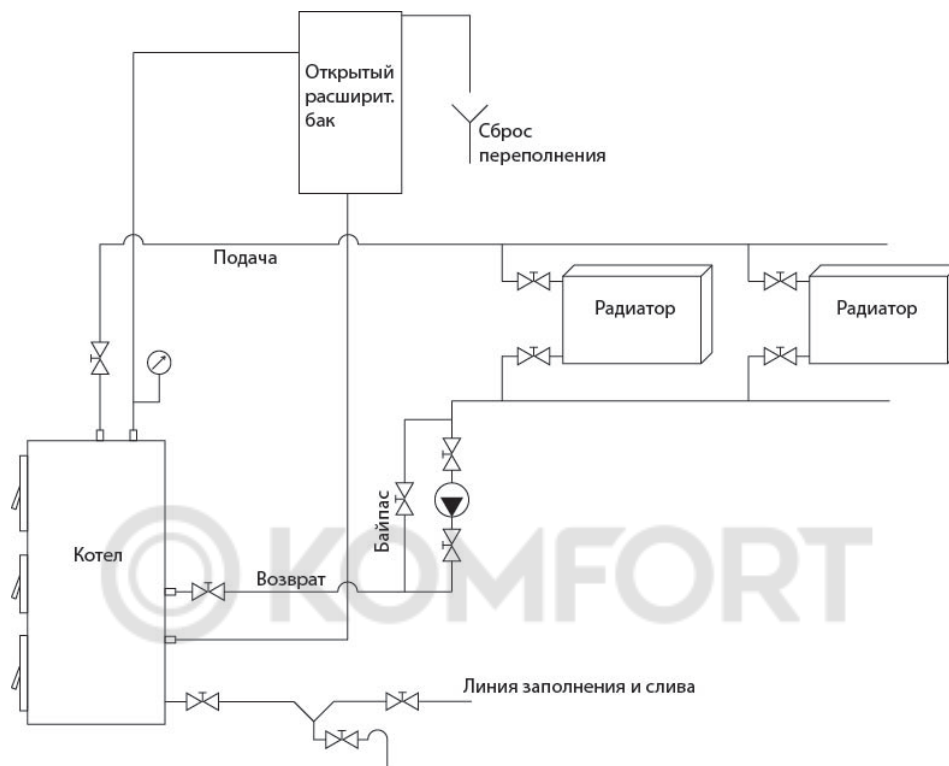 Открытый
расширит.
бак
Сброс
переполнения
Подача
Радиатор
Радиатор
Байпас
Котел
Возврат
KOMFORT
Линия заполнения и слива